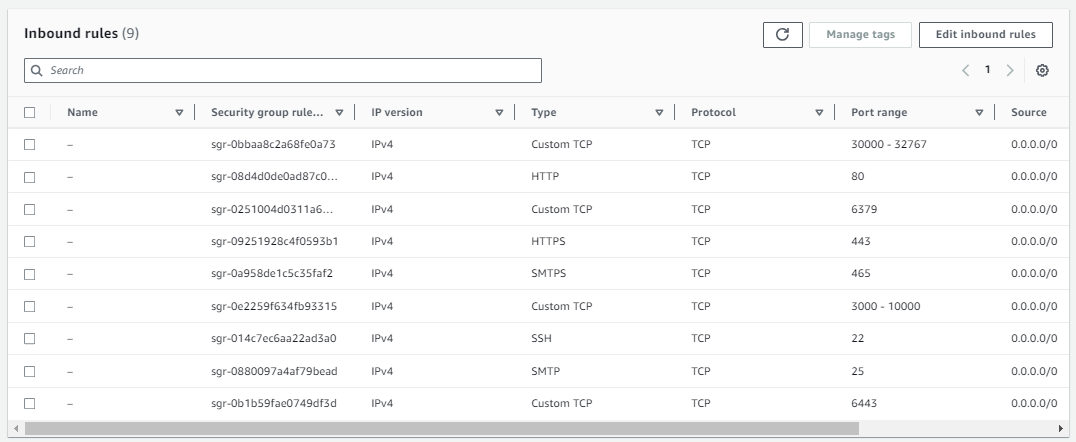 Inbound rules (9)
Manage tags
Edit inbound rules
Search
1
Name Security group rule... IP version Type Protocol Port range Source
– sgr-0bbaa8c2a68fe0a73 IPv4 Custom TCP TCP 30000 - 32767 0.0.0.0/0
– sgr-08d4d0de0ad87c0... IPv4 HTTP TCP 80 0.0.0.0/0
– sgr-0251004d0311a6... IPv4 Custom TCP TCP 6379 0.0.0.0/0
– sgr-09251928c4f0593b1 IPv4 HTTPS TCP 443 0.0.0.0/0
– sgr-0a958de1c5c35faf2 IPv4 SMTPS TCP 465 0.0.0.0/0
– sgr-0e2259f634fb93315 IPv4 Custom TCP TCP 3000 - 10000 0.0.0.0/0
– sgr-014c7ec6aa22ad3a0 IPv4 SSH TCP 22 0.0.0.0/0
– sgr-0880097a4af79bead IPv4 SMTP TCP 25 0.0.0.0/0
– sgr-0b1b59fae0749df3d IPv4 Custom TCP TCP 6443 0.0.0.0/0